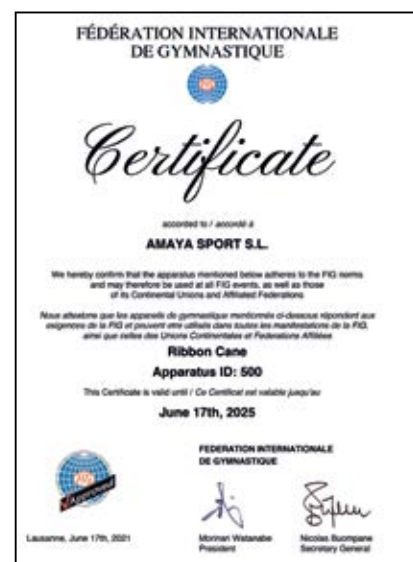 FÉDÉRATION INTERNATIONALE
DE GYMNASTIQUE
Certificate
accorded to / accordé à
AMAYA SPORT S.L.
We hereby confirm that the apparatus mentioned below adheres to the FIG norms
and may therefore be used at all FIG events, as well as those
of its Continental Unions and Affiliated Federations
Nous attestons que les appareils de gymnastique mentionnés ci-dessous répondent aux
exigences de la FIG et peuvent être utilisés dans toutes les manifestations de la FIG,
ainsi que celles des Unions Continentales et Federations Affiliées
Ribbon Cane
Apparatus ID: 500
This Certificate is valid until / Ce Certificat est valable jusqu'au
June 17th, 2025
FEDERATION INTERNATIONALE
DE GYMNASTIQUE
Approved
Lausanne, June 17th, 2021
Morinari Watanabe
President
Nicolas Buompane
Secretary General